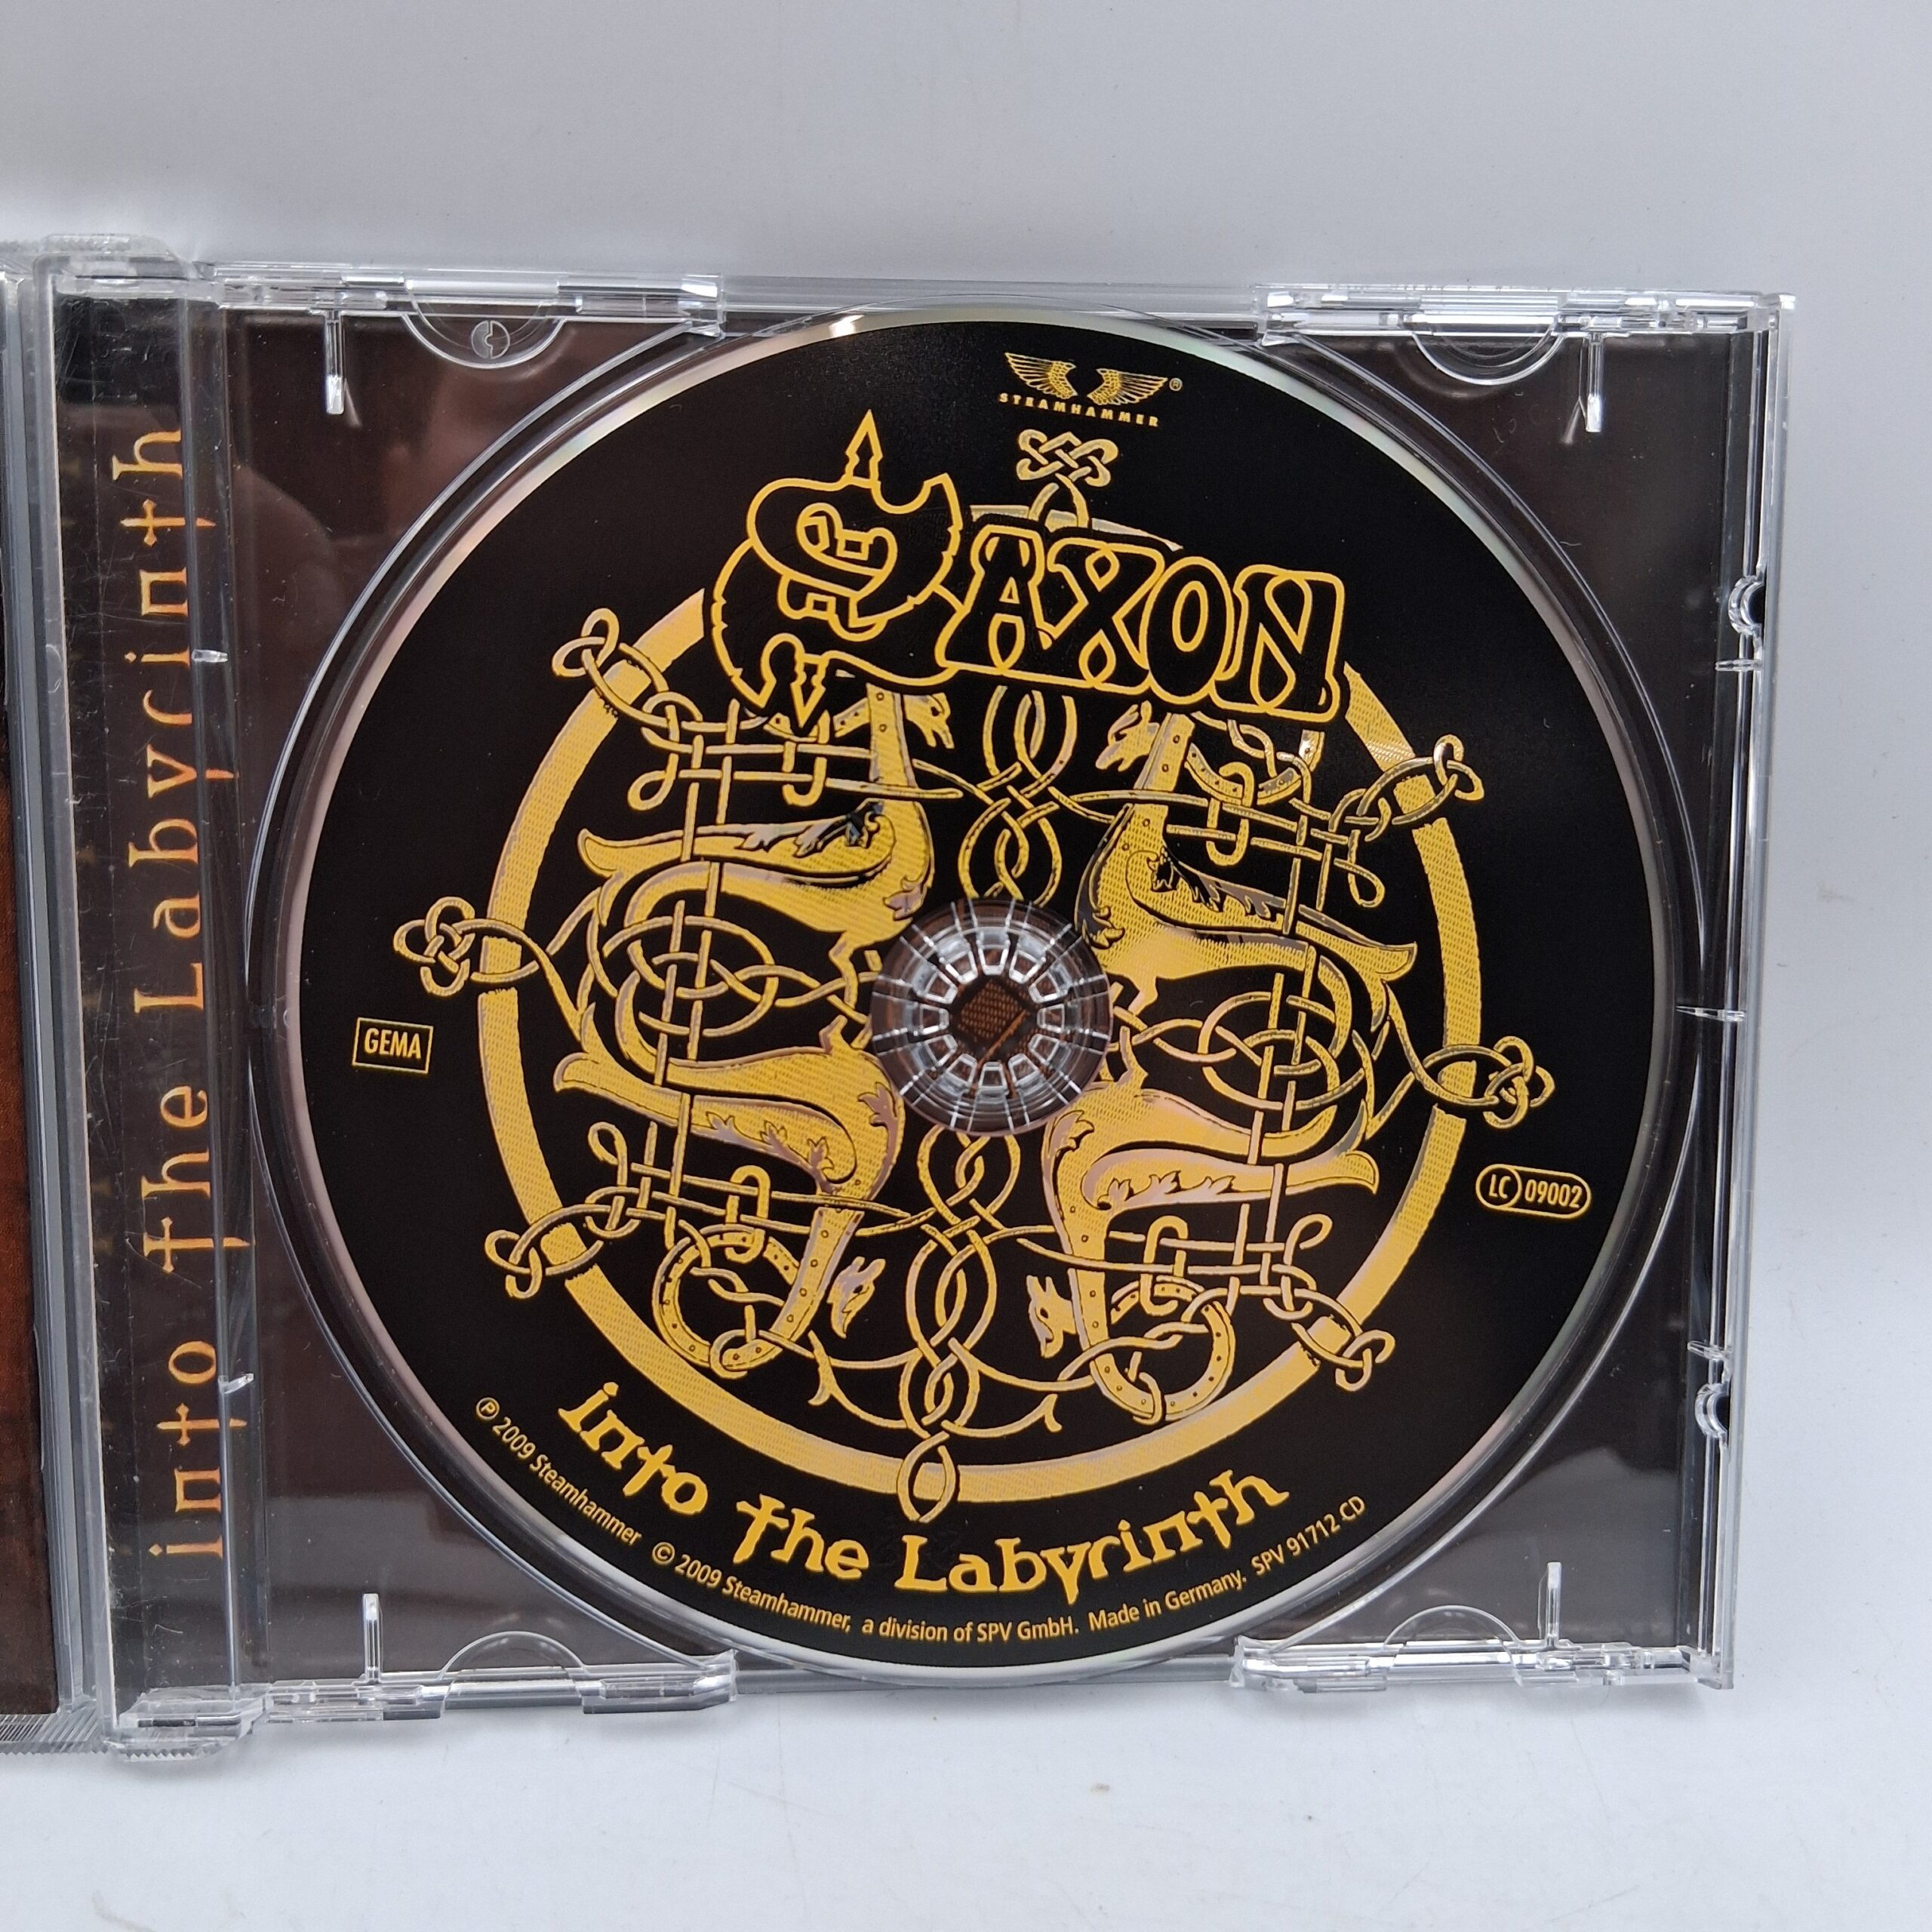 into the Labyrinth
STEAMHAMMER ®
SAXON
GEMA
LC 09002
into the Labyrinth
℗ 2009 Steamhammer © 2009 Steamhammer, a division of SPV GmbH. Made in Germany. SPV 91712 CD